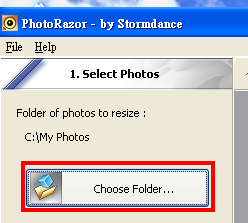 PhotoRazor - by Stormdance
File Help
1. Select Photos
Folder of photos to resize :
C:\My Photos
Choose Folder...